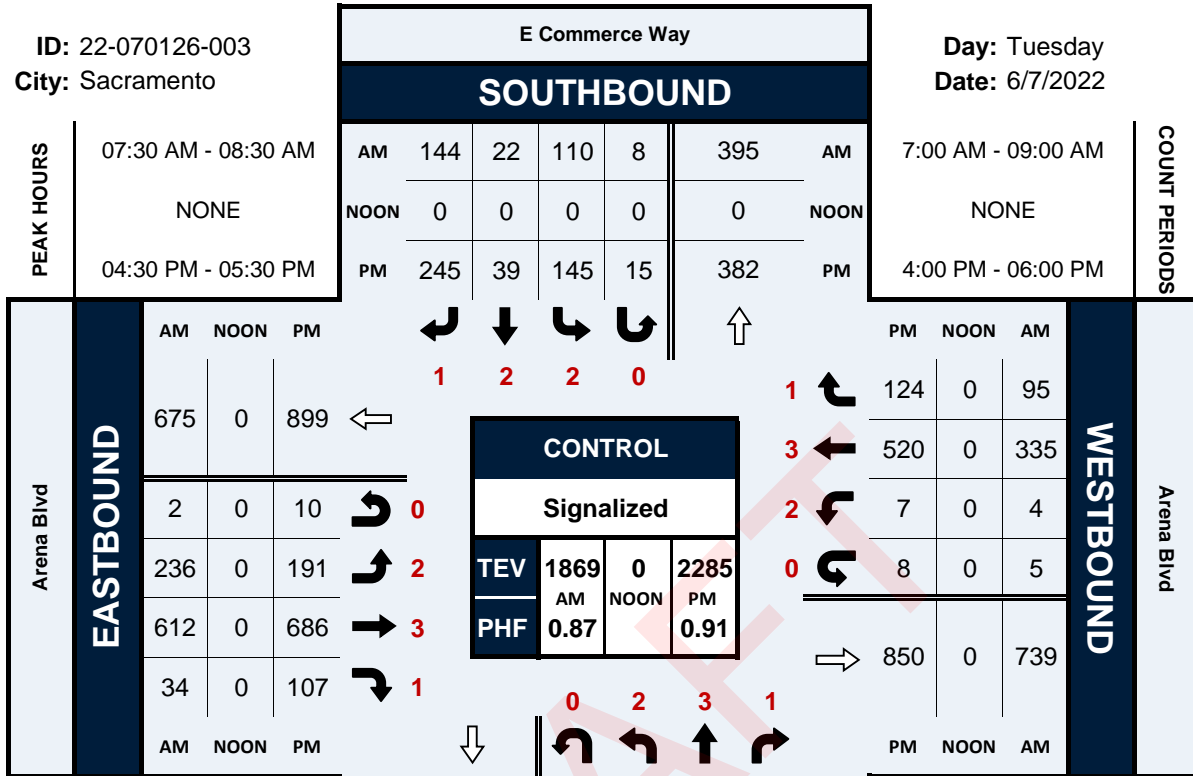 ID: 22-070126-003
City: Sacramento
E Commerce Way
SOUTHBOUND
Day: Tuesday
Date: 6/7/2022
PEAK HOURS
07:30 AM - 08:30 AM
NONE
04:30 PM - 05:30 PM
AM 144 22 110 8 395 AM
NOON 0 0 0 0 0 NOON
PM 245 39 145 15 382 PM
7:00 AM - 09:00 AM
NONE
4:00 PM - 06:00 PM
COUNT PERIODS
1 2 2 0
Arena Blvd
EASTBOUND
AM NOON PM
675 0 899
2 0 10 0
236 0 191 2
612 0 686 3
34 0 107 1
AM NOON PM
CONTROL
Signalized
TEV 1869 0 2285
AM NOON PM
PHF 0.87 0.91
PM NOON AM
1 124 0 95
3 520 0 335
2 7 0 4
0 8 0 5
850 0 739
PM NOON AM
WESTBOUND
Arena Blvd
0 2 3 1